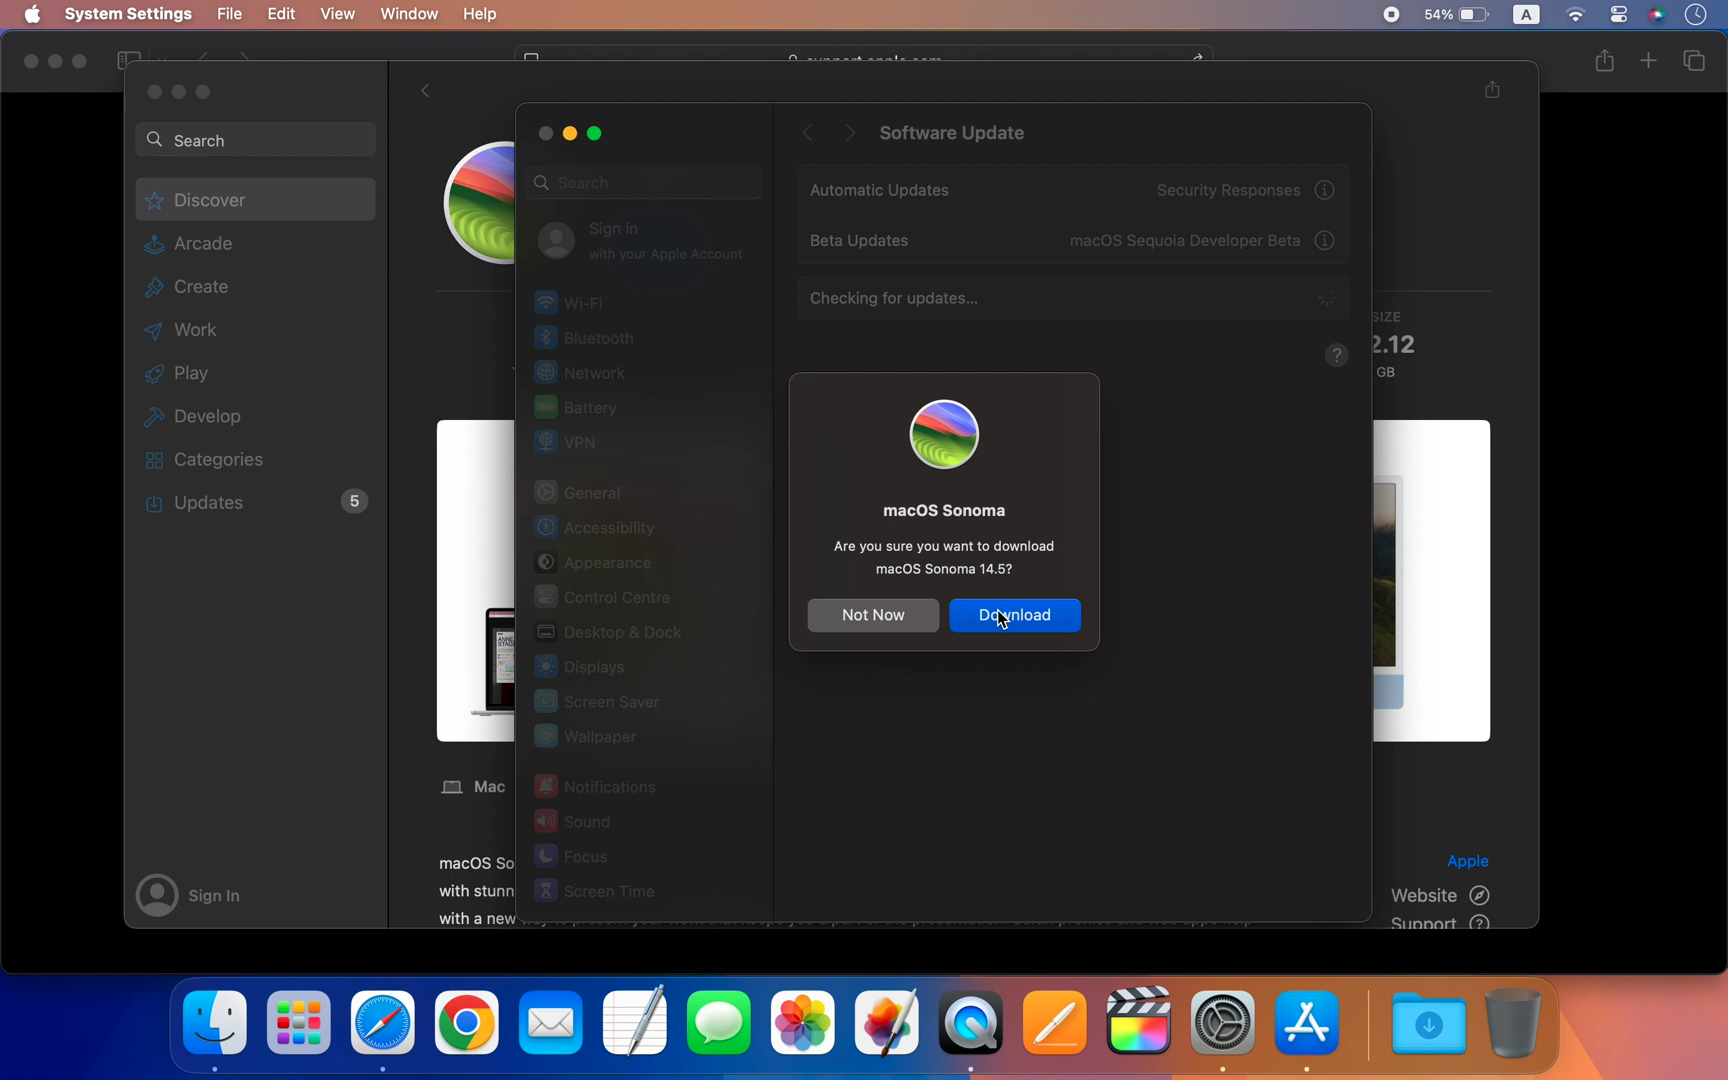 System Settings File Edit View Window Help 54% A
Search
Discover
Arcade
Create
Work
Play
Develop
Categories
Updates 5
Sign In
Mac
macOS So
with stunn
with a new
Search
Sign in
with your Apple Account
Wi-Fi
Bluetooth
Network
Battery
VPN
General
Accessibility
Appearance
Control Centre
Desktop & Dock
Displays
Screen Saver
Wallpaper
Notifications
Sound
Focus
Screen Time
Software Update
Automatic Updates Security Responses
Beta Updates macOS Sequoia Developer Beta
Checking for updates...
?
macOS Sonoma
Are you sure you want to download
macOS Sonoma 14.5?
Not Now Download
SIZE
2.12
GB
Apple
Website
Support